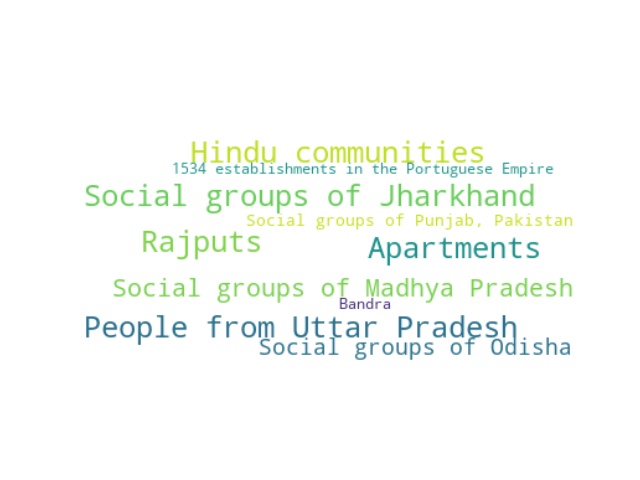 Hindu communities
1534 establishments in the Portuguese Empire
Social groups of Jharkhand
Social groups of Punjab, Pakistan
Rajputs
Apartments
Social groups of Madhya Pradesh
Bandra
People from Uttar Pradesh
Social groups of Odisha